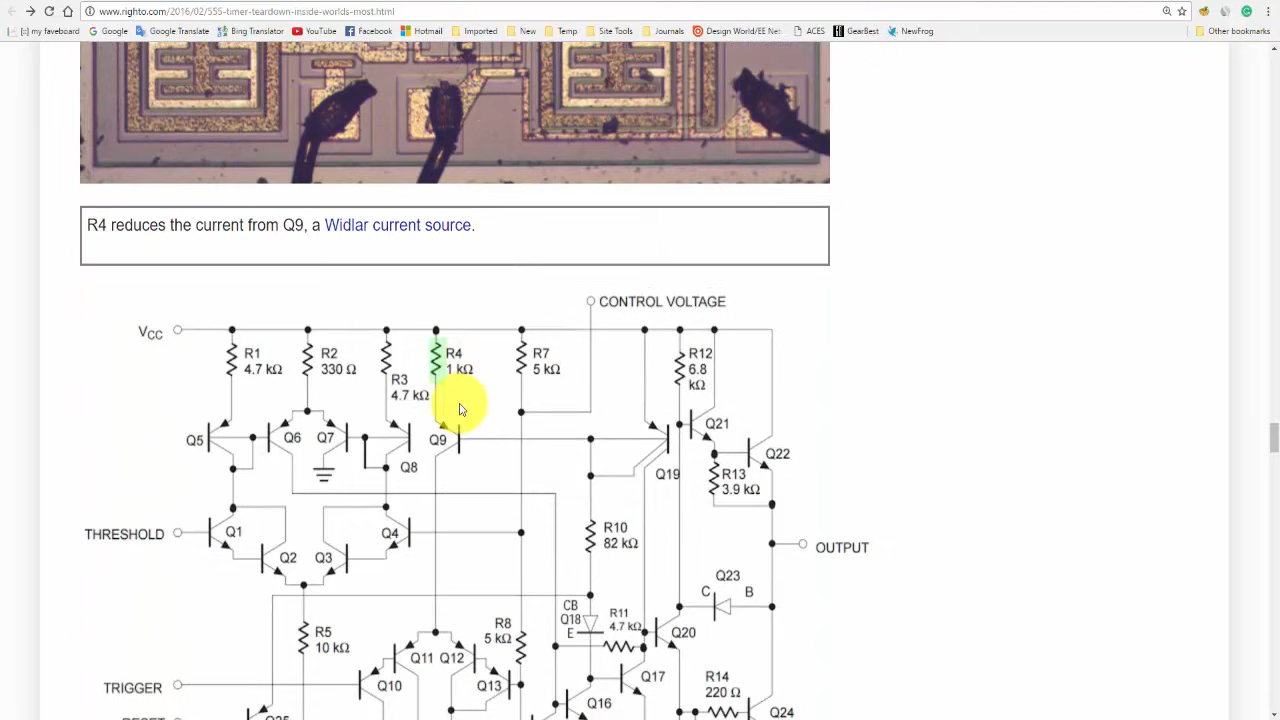 www.righto.com/2016/02/555-timer-teardown-inside-worlds-most.html
[x] my faveboard Google Google Translate Bing Translator YouTube Facebook Hotmail Imported New Temp Site Tools Journals Design World/EE Net ACES GearBest NewFrog Other bookmarks
R4 reduces the current from Q9, a Widlar current source.
CONTROL VOLTAGE
VCC
R1 4.7 kΩ
R2 330 Ω
R3 4.7 kΩ
R4 1 kΩ
R7 5 kΩ
R12 6.8 kΩ
Q5
Q6
Q7
Q8
Q9
Q19
Q21
Q22
R13 3.9 kΩ
THRESHOLD
Q1
Q2
Q3
Q4
R10 82 kΩ
OUTPUT
Q23
C B
CB Q18 E
R11 4.7 kΩ
Q20
R5 10 kΩ
R8 5 kΩ
Q11
Q12
Q17
TRIGGER
Q10
Q13
Q16
R14 220 Ω
Q24
RESET
Q25